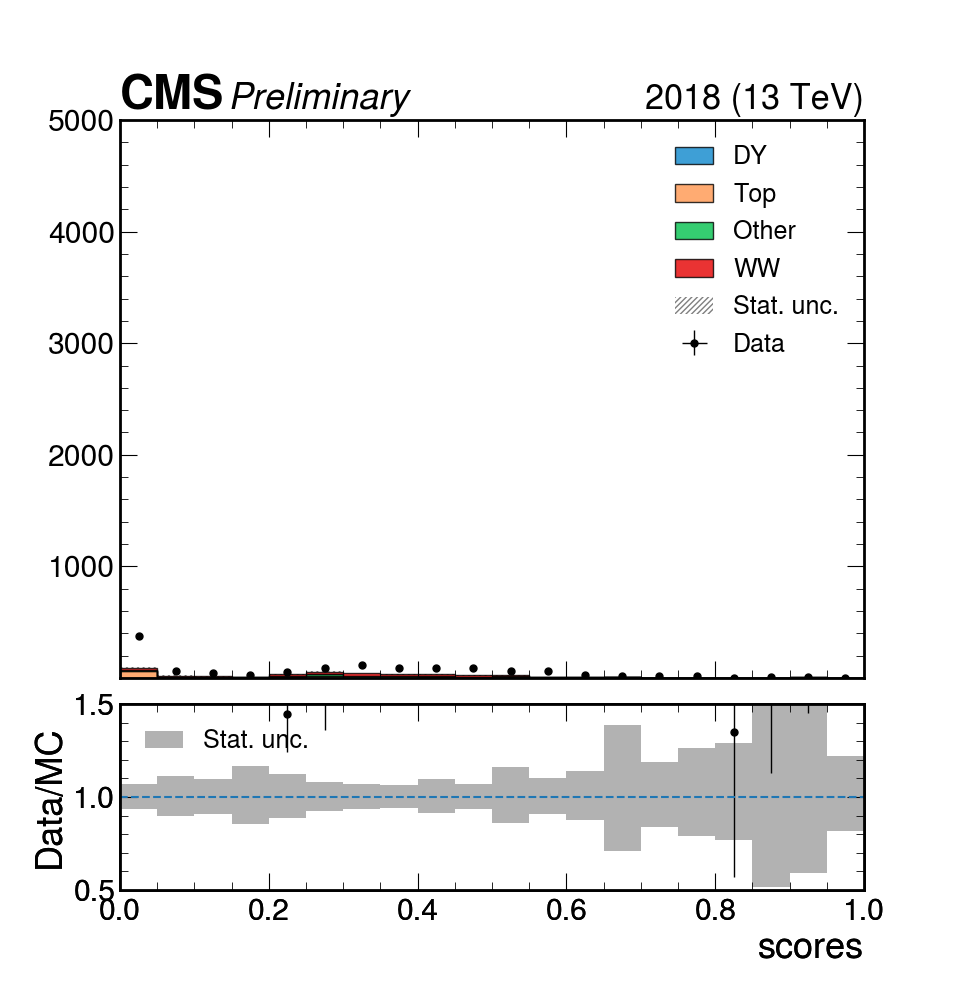 CMS Preliminary 2018 (13 TeV)
5000
4000
3000
2000
1000
DY
Top
Other
WW
Stat. unc.
Data
Data/MC
1.5
1.0
0.5
Stat. unc.
0.0 0.2 0.4 0.6 0.8 1.0
scores